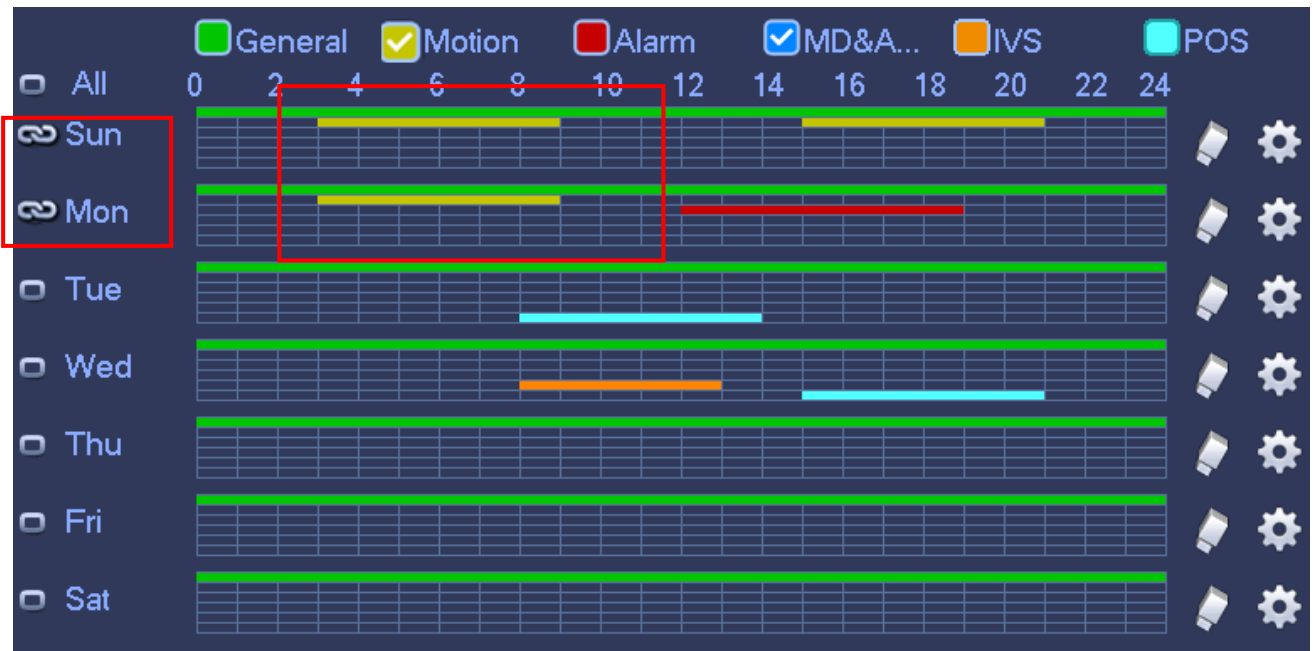 General Motion Alarm MD&A... IVS POS
All 0 2 4 6 8 10 12 14 16 18 20 22 24
Sun
Mon
Tue
Wed
Thu
Fri
Sat